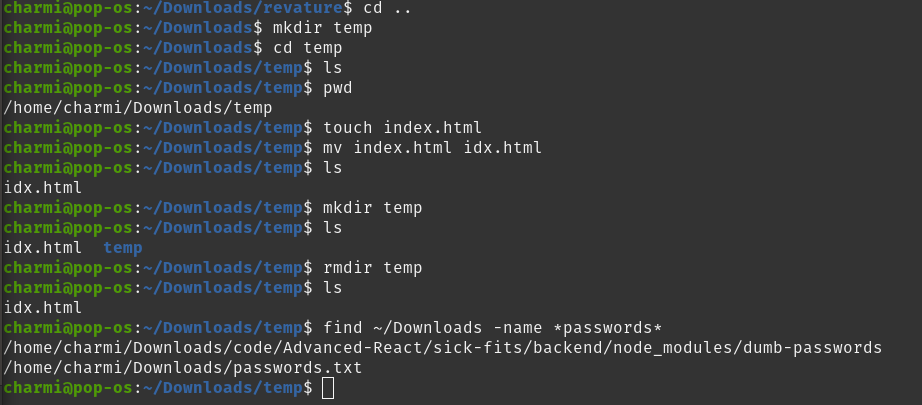 charmi@pop-os:~/Downloads/revature$ cd ..
charmi@pop-os:~/Downloads$ mkdir temp
charmi@pop-os:~/Downloads$ cd temp
charmi@pop-os:~/Downloads/temp$ ls
charmi@pop-os:~/Downloads/temp$ pwd
/home/charmi/Downloads/temp
charmi@pop-os:~/Downloads/temp$ touch index.html
charmi@pop-os:~/Downloads/temp$ mv index.html idx.html
charmi@pop-os:~/Downloads/temp$ ls
idx.html
charmi@pop-os:~/Downloads/temp$ mkdir temp
charmi@pop-os:~/Downloads/temp$ ls
idx.html  temp
charmi@pop-os:~/Downloads/temp$ rmdir temp
charmi@pop-os:~/Downloads/temp$ ls
idx.html
charmi@pop-os:~/Downloads/temp$ find ~/Downloads -name *passwords*
/home/charmi/Downloads/code/Advanced-React/sick-fits/backend/node_modules/dumb-passwords
/home/charmi/Downloads/passwords.txt
charmi@pop-os:~/Downloads/temp$